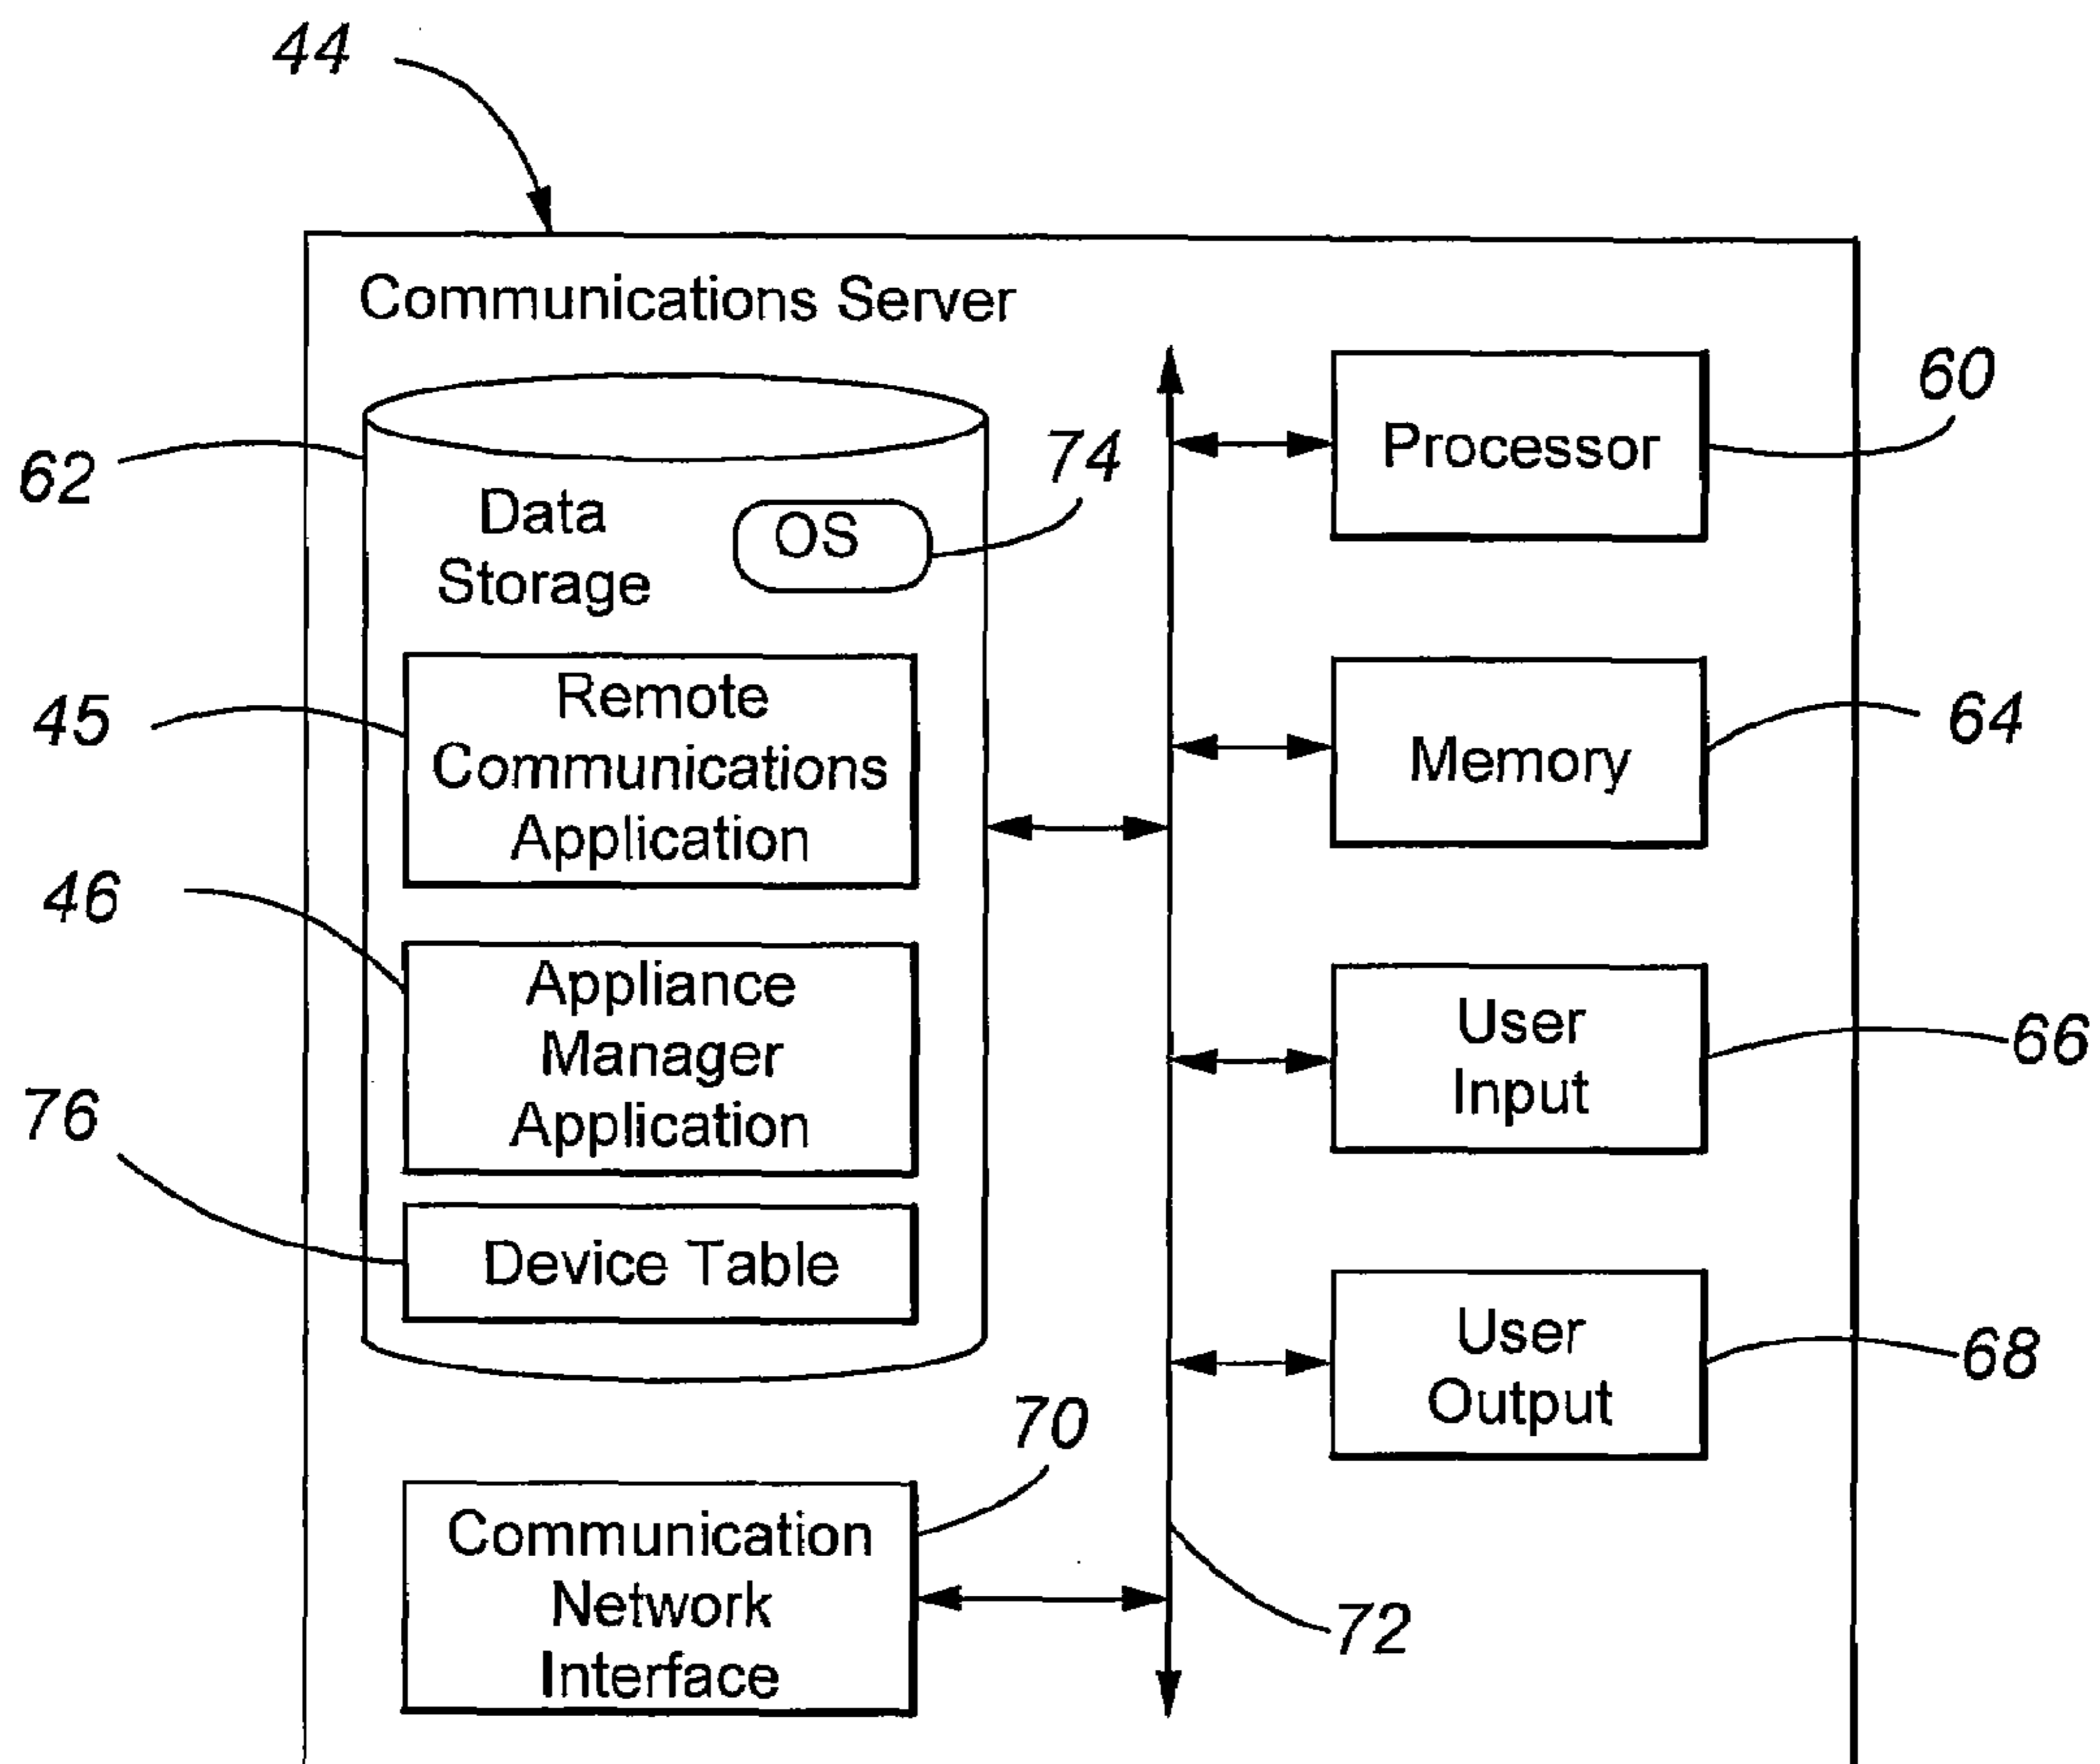 44
Communications Server
62
Data
Storage
OS
74
45
Remote
Communications
Application
46
Appliance
Manager
Application
76
Device Table
70
Communication
Network
Interface
72
Processor
60
Memory
64
User
Input
66
User
Output
68